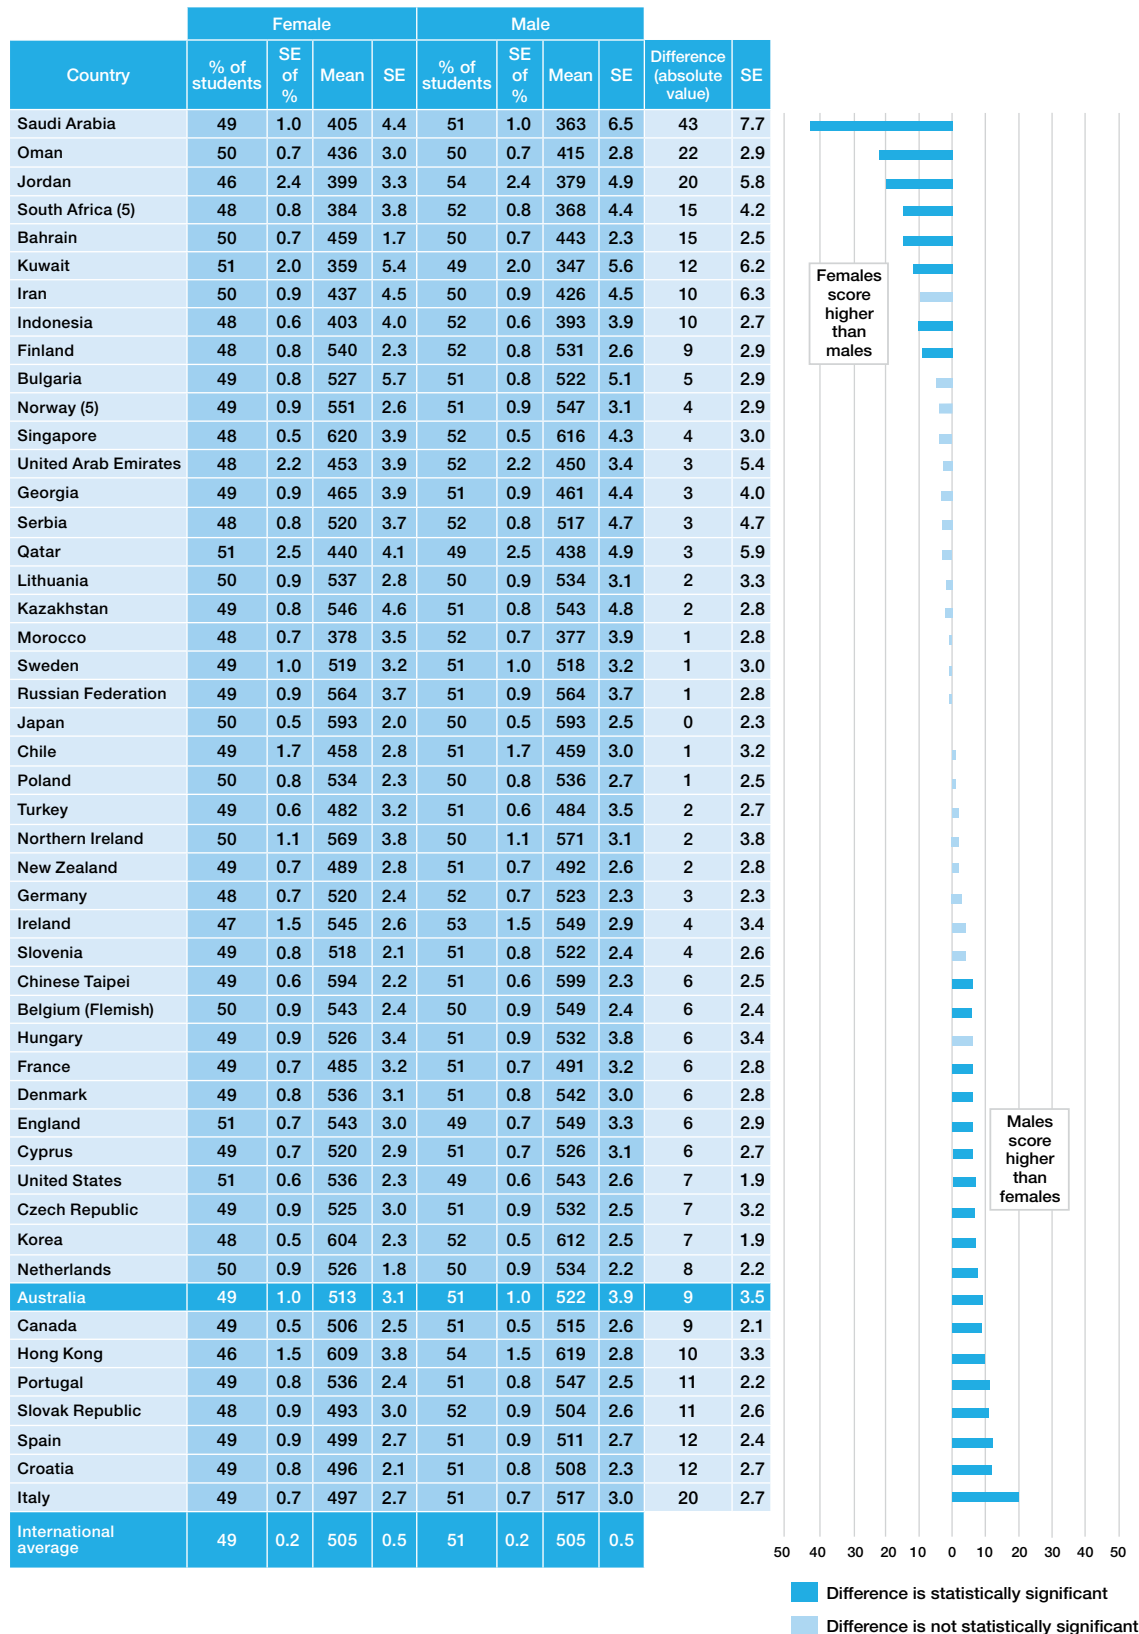 Female Male
Country % of students SE of % Mean SE % of students SE of % Mean SE Difference (absolute value) SE
Saudi Arabia 49 1.0 405 4.4 51 1.0 363 6.5 43 7.7
Oman 50 0.7 436 3.0 50 0.7 415 2.8 22 2.9
Jordan 46 2.4 399 3.3 54 2.4 379 4.9 20 5.8
South Africa (5) 48 0.8 384 3.8 52 0.8 368 4.4 15 4.2
Bahrain 50 0.7 459 1.7 50 0.7 443 2.3 15 2.5
Kuwait 51 2.0 359 5.4 49 2.0 347 5.6 12 6.2
Iran 50 0.9 437 4.5 50 0.9 426 4.5 10 6.3
Indonesia 48 0.6 403 4.0 52 0.6 393 3.9 10 2.7
Finland 48 0.8 540 2.3 52 0.8 531 2.6 9 2.9
Bulgaria 49 0.8 527 5.7 51 0.8 522 5.1 5 2.9
Norway (5) 49 0.9 551 2.6 51 0.9 547 3.1 4 2.9
Singapore 48 0.5 620 3.9 52 0.5 616 4.3 4 3.0
United Arab Emirates 48 2.2 453 3.9 52 2.2 450 3.4 3 5.4
Georgia 49 0.9 465 3.9 51 0.9 461 4.4 3 4.0
Serbia 48 0.8 520 3.7 52 0.8 517 4.7 3 4.7
Qatar 51 2.5 440 4.1 49 2.5 438 4.9 3 5.9
Lithuania 50 0.9 537 2.8 50 0.9 534 3.1 2 3.3
Kazakhstan 49 0.8 546 4.6 51 0.8 543 4.8 2 2.8
Morocco 48 0.7 378 3.5 52 0.7 377 3.9 1 2.8
Sweden 49 1.0 519 3.2 51 1.0 518 3.2 1 3.0
Russian Federation 49 0.9 564 3.7 51 0.9 564 3.7 1 2.8
Japan 50 0.5 593 2.0 50 0.5 593 2.5 0 2.3
Chile 49 1.7 458 2.8 51 1.7 459 3.0 1 3.2
Poland 50 0.8 534 2.3 50 0.8 536 2.7 1 2.5
Turkey 49 0.6 482 3.2 51 0.6 484 3.5 2 2.7
Northern Ireland 50 1.1 569 3.8 50 1.1 571 3.1 2 3.8
New Zealand 49 0.7 489 2.8 51 0.7 492 2.6 2 2.8
Germany 48 0.7 520 2.4 52 0.7 523 2.3 3 2.3
Ireland 47 1.5 545 2.6 53 1.5 549 2.9 4 3.4
Slovenia 49 0.8 518 2.1 51 0.8 522 2.4 4 2.6
Chinese Taipei 49 0.6 594 2.2 51 0.6 599 2.3 6 2.5
Belgium (Flemish) 50 0.9 543 2.4 50 0.9 549 2.4 6 2.4
Hungary 49 0.9 526 3.4 51 0.9 532 3.8 6 3.4
France 49 0.7 485 3.2 51 0.7 491 3.2 6 2.8
Denmark 49 0.8 536 3.1 51 0.8 542 3.0 6 2.8
England 51 0.7 543 3.0 49 0.7 549 3.3 6 2.9
Cyprus 49 0.7 520 2.9 51 0.7 526 3.1 6 2.7
United States 51 0.6 536 2.3 49 0.6 543 2.6 7 1.9
Czech Republic 49 0.9 525 3.0 51 0.9 532 2.5 7 3.2
Korea 48 0.5 604 2.3 52 0.5 612 2.5 7 1.9
Netherlands 50 0.9 526 1.8 50 0.9 534 2.2 8 2.2
Australia 49 1.0 513 3.1 51 1.0 522 3.9 9 3.5
Canada 49 0.5 506 2.5 51 0.5 515 2.6 9 2.1
Hong Kong 46 1.5 609 3.8 54 1.5 619 2.8 10 3.3
Portugal 49 0.8 536 2.4 51 0.8 547 2.5 11 2.2
Slovak Republic 48 0.9 493 3.0 52 0.9 504 2.6 11 2.6
Spain 49 0.9 499 2.7 51 0.9 511 2.7 12 2.4
Croatia 49 0.8 496 2.1 51 0.8 508 2.3 12 2.7
Italy 49 0.7 497 2.7 51 0.7 517 3.0 20 2.7
International average 49 0.2 505 0.5 51 0.2 505 0.5
Females
score
higher
than
males
Males
score
higher
than
females
50 40 30 20 10 0 10 20 30 40 50
Difference is statistically significant
Difference is not statistically significant